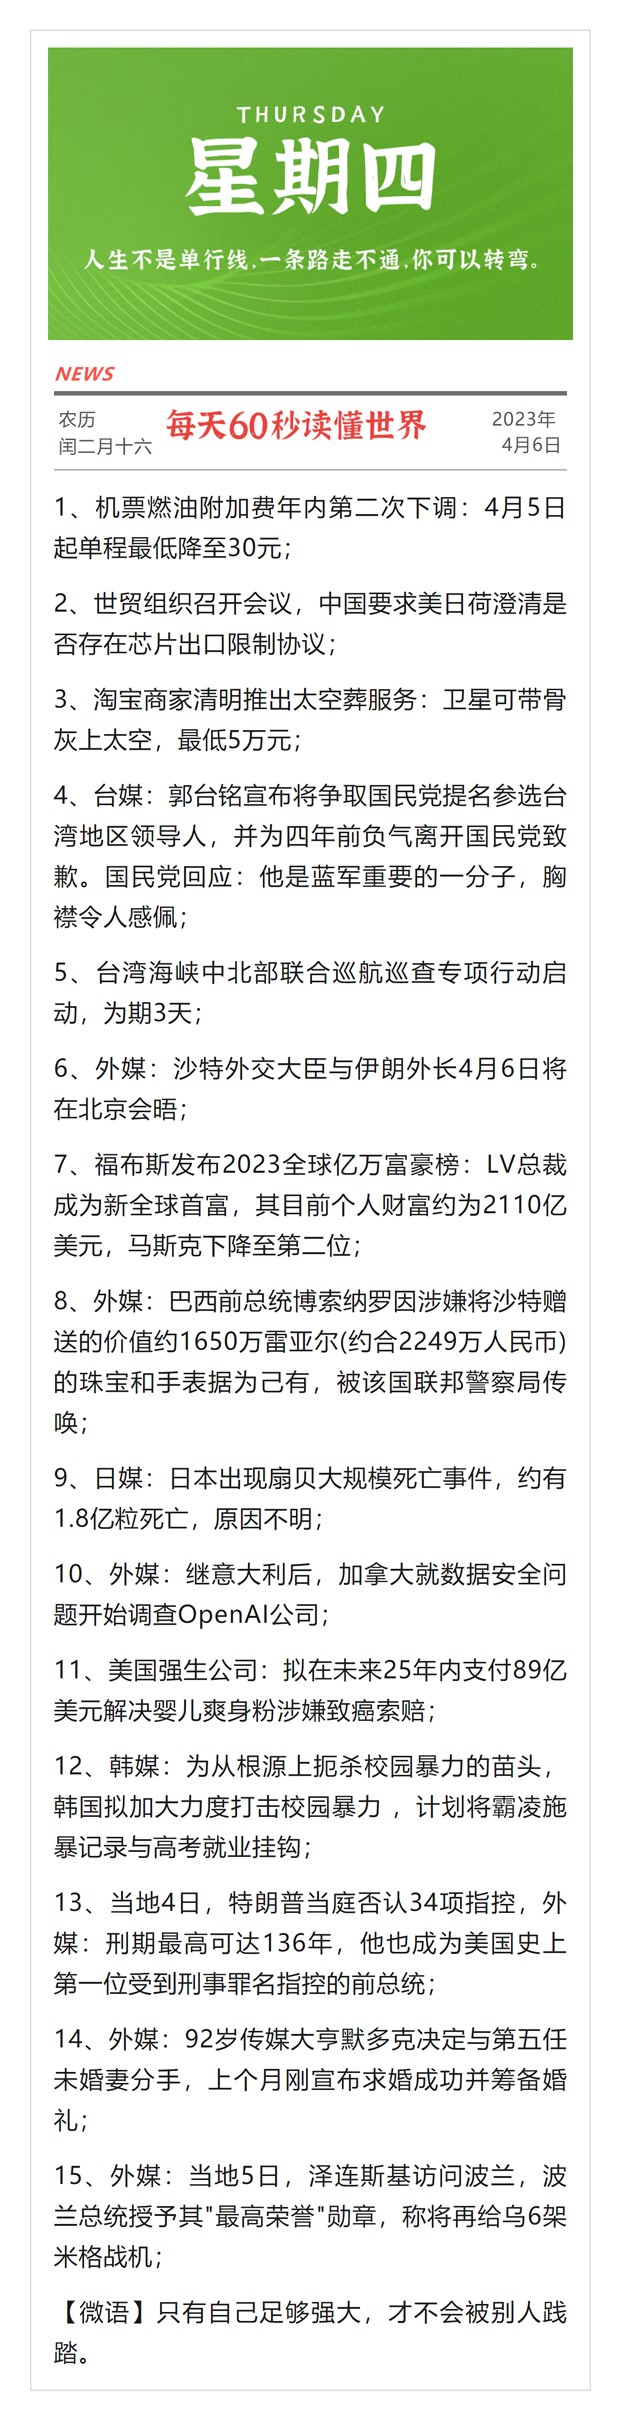 THURSDAY
星期四
人生不是单行线,一条路走不通,你可以转弯。
NEWS
农历
闰二月十六
每天60秒读懂世界
2023年
4月6日
1、机票燃油附加费年内第二次下调：4月5日
起单程最低降至30元；
2、世贸组织召开会议，中国要求美日荷澄清是
否存在芯片出口限制协议；
3、淘宝商家清明推出太空葬服务：卫星可带骨
灰上太空，最低5万元；
4、台媒：郭台铭宣布将争取国民党提名参选台
湾地区领导人，并为四年前负气离开国民党致
歉。国民党回应：他是蓝军重要的一分子，胸
襟令人感佩；
5、台湾海峡中北部联合巡航巡查专项行动启
动，为期3天；
6、外媒：沙特外交大臣与伊朗外长4月6日将
在北京会晤；
7、福布斯发布2023全球亿万富豪榜：LV总裁
成为新全球首富，其目前个人财富约为2110亿
美元，马斯克下降至第二位；
8、外媒：巴西前总统博索纳罗因涉嫌将沙特赠
送的价值约1650万雷亚尔(约合2249万人民币)
的珠宝和手表据为己有，被该国联邦警察局传
唤；
9、日媒：日本出现扇贝大规模死亡事件，约有
1.8亿粒死亡，原因不明；
10、外媒：继意大利后，加拿大就数据安全问
题开始调查OpenAI公司；
11、美国强生公司：拟在未来25年内支付89亿
美元解决婴儿爽身粉涉嫌致癌索赔；
12、韩媒：为从根源上扼杀校园暴力的苗头，
韩国拟加大力度打击校园暴力 ，计划将霸凌施
暴记录与高考就业挂钩；
13、当地4日，特朗普当庭否认34项指控，外
媒：刑期最高可达136年，他也成为美国史上
第一位受到刑事罪名指控的前总统；
14、外媒：92岁传媒大亨默多克决定与第五任
未婚妻分手，上个月刚宣布求婚成功并筹备婚
礼；
15、外媒：当地5日，泽连斯基访问波兰，波
兰总统授予其"最高荣誉"勋章，称将再给乌6架
米格战机；
【微语】只有自己足够强大，才不会被别人践
踏。